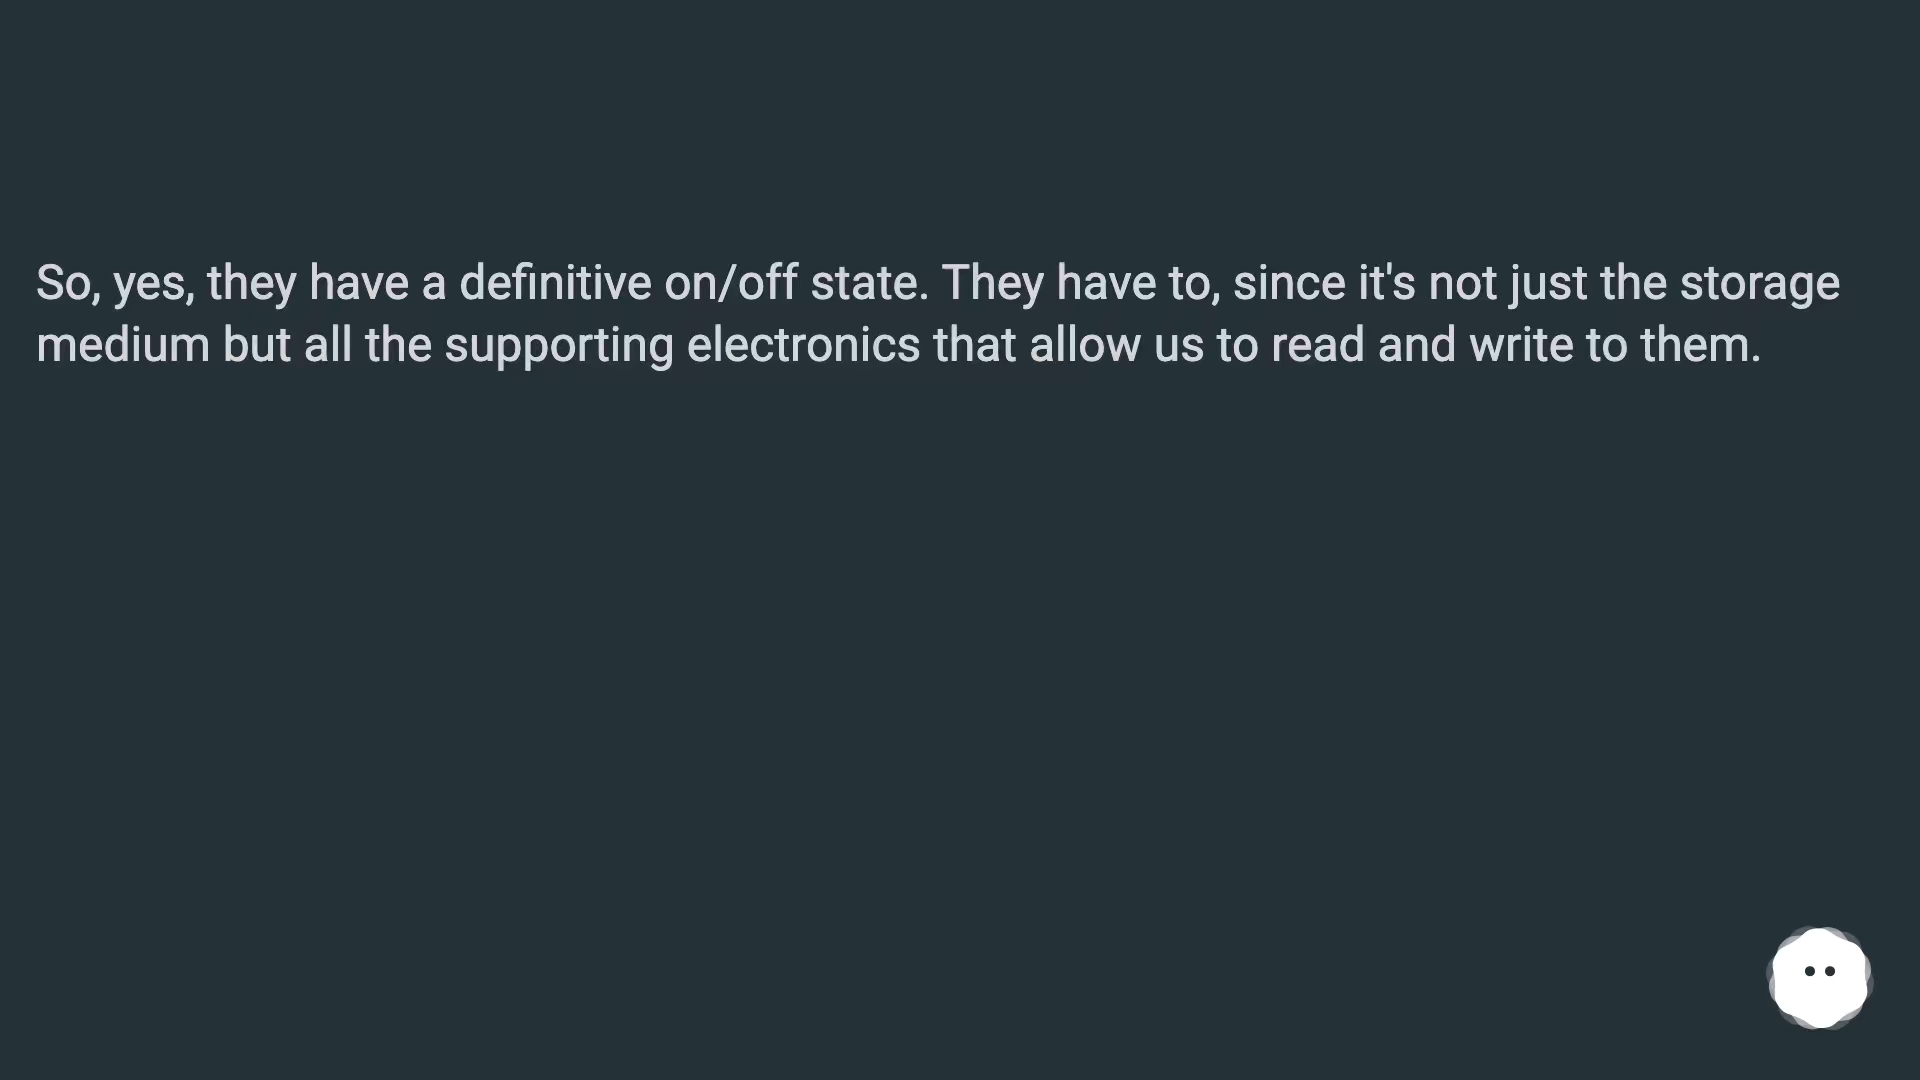 So, yes, they have a definitive on/off state. They have to, since it's not just the storage
medium but all the supporting electronics that allow us to read and write to them.